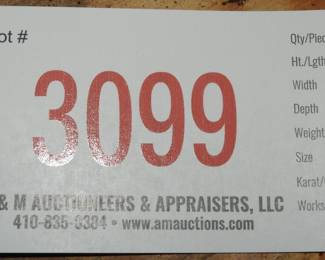 ot #
3099
& M AUCTIONEERS & APPRAISERS, LLC
410-835-0384 • www.amauctions.com
Qty/Piec
Ht./Lgth
Width
Depth
Weight
Size
Karat/
Works